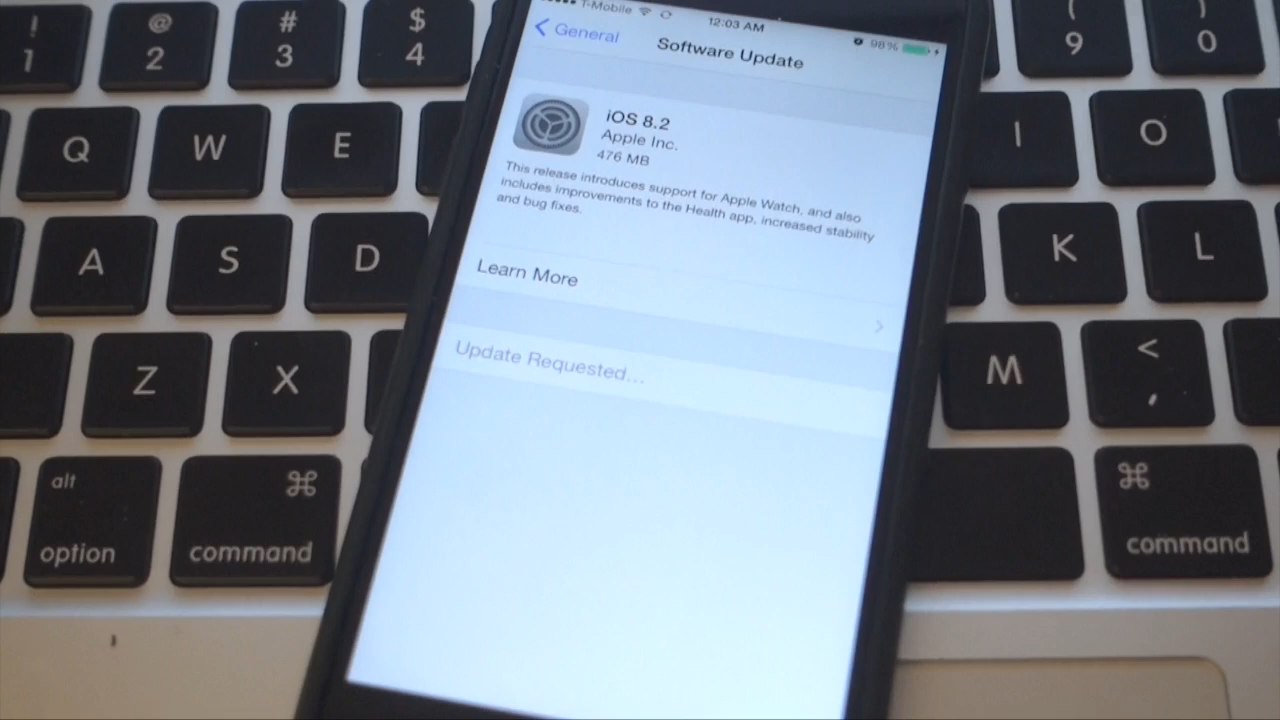 ! @ # $ ( )
1 2 3 4 9 0
T-Mobile 12:03 AM 98%
General Software Update
iOS 8.2
Apple Inc.
476 MB
This release introduces support for Apple Watch, and also
includes improvements to the Health app, increased stability
and bug fixes.
Learn More
Update Requested...
Q W E I O
A S D K L
Z X M < ,
alt ⌘ ⌘
option command command